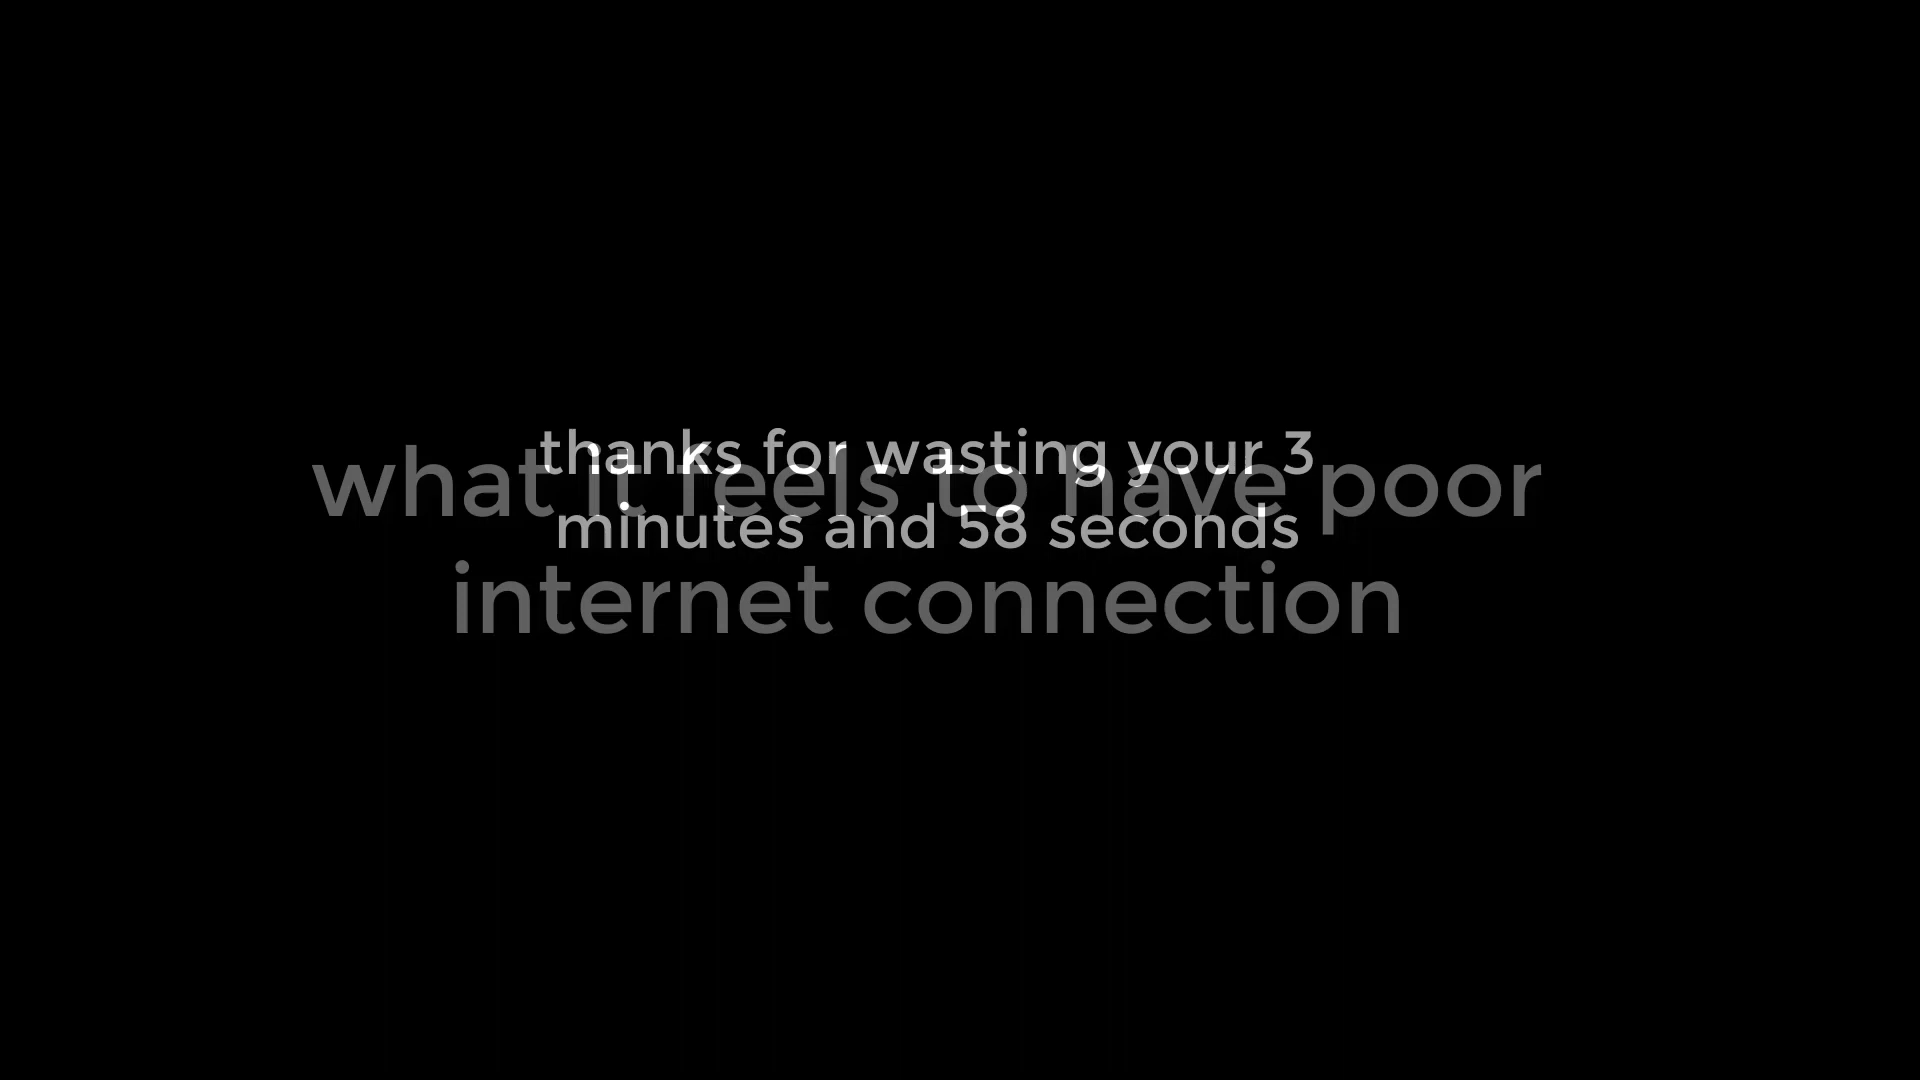 thanks for wasting your 3
minutes and 58 seconds
what it feels to have poor
internet connection